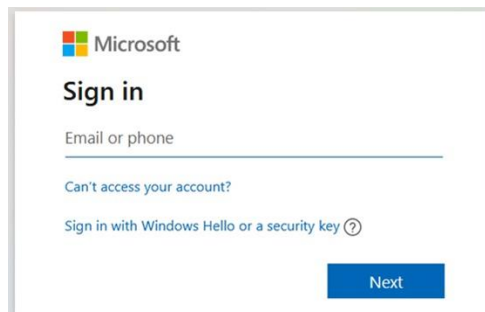 Microsoft
Sign in
Email or phone
Can't access your account?
Sign in with Windows Hello or a security key ?
Next